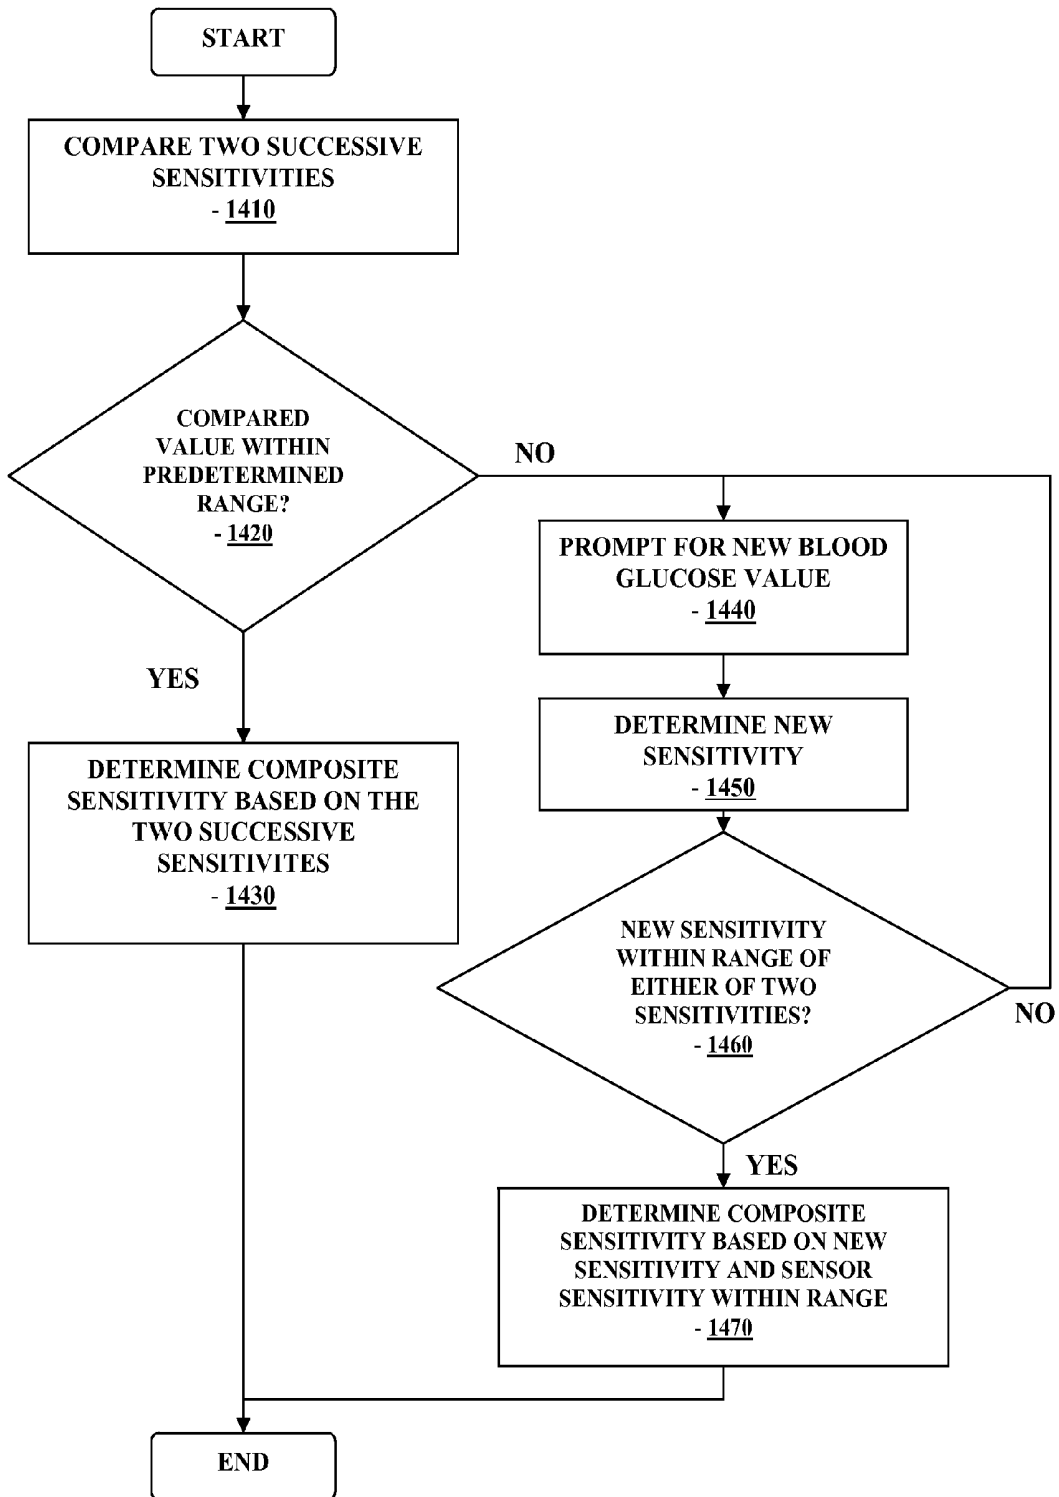 START
COMPARE TWO SUCCESSIVE
SENSITIVITIES
- 1410
COMPARED
VALUE WITHIN
PREDETERMINED
RANGE?
- 1420
NO
YES
DETERMINE COMPOSITE
SENSITIVITY BASED ON THE
TWO SUCCESSIVE
SENSITIVITES
- 1430
PROMPT FOR NEW BLOOD
GLUCOSE VALUE
- 1440
DETERMINE NEW
SENSITIVITY
- 1450
NEW SENSITIVITY
WITHIN RANGE OF
EITHER OF TWO
SENSITIVITIES?
- 1460
NO
YES
DETERMINE COMPOSITE
SENSITIVITY BASED ON NEW
SENSITIVITY AND SENSOR
SENSITIVITY WITHIN RANGE
- 1470
END